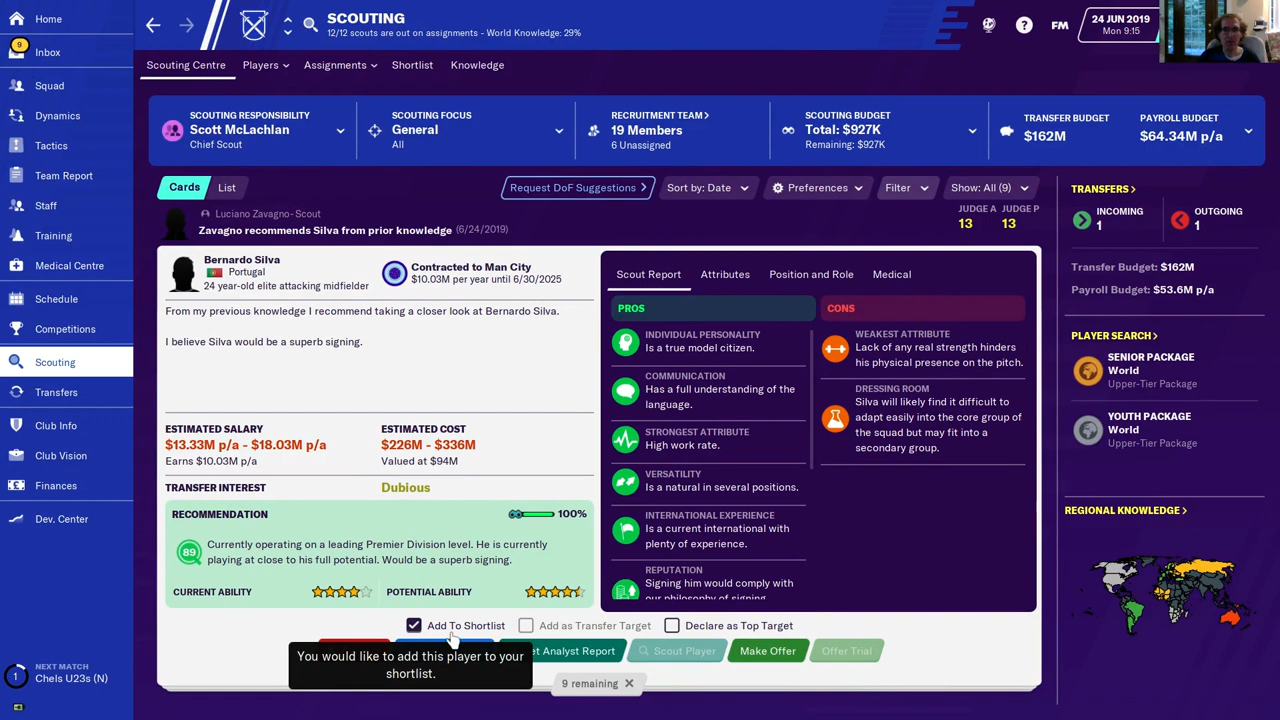 Home
9
Inbox
Squad
Dynamics
Tactics
Team Report
Staff
Training
Medical Centre
Schedule
Competitions
Scouting
Transfers
Club Info
Club Vision
Finances
Dev. Center
1
NEXT MATCH
Chels U23s (N)
SCOUTING
12/12 scouts are out on assignments - World Knowledge: 29%
?
FM
24 JUN 2019
Mon 9:15
Scouting Centre
Players
Assignments
Shortlist
Knowledge
SCOUTING RESPONSIBILITY
Scott McLachlan
Chief Scout
SCOUTING FOCUS
General
All
RECRUITMENT TEAM >
19 Members
6 Unassigned
SCOUTING BUDGET
Total: $927K
Remaining: $927K
TRANSFER BUDGET
$162M
PAYROLL BUDGET
$64.34M p/a
Cards
List
Request DoF Suggestions >
Sort by: Date
Preferences
Filter
Show: All (9)
Luciano Zavagno - Scout
Zavagno recommends Silva from prior knowledge (6/24/2019)
JUDGE A
13
JUDGE P
13
Bernardo Silva
Portugal
24 year-old elite attacking midfielder
Contracted to Man City
$10.03M per year until 6/30/2025
From my previous knowledge I recommend taking a closer look at Bernardo Silva.
I believe Silva would be a superb signing.
ESTIMATED SALARY
$13.33M p/a - $18.03M p/a
Earns $10.03M p/a
ESTIMATED COST
$226M - $336M
Valued at $94M
TRANSFER INTEREST
Dubious
RECOMMENDATION
100%
89
Currently operating on a leading Premier Division level. He is currently
playing at close to his full potential. Would be a superb signing.
CURRENT ABILITY
POTENTIAL ABILITY
Scout Report
Attributes
Position and Role
Medical
PROS
INDIVIDUAL PERSONALITY
Is a true model citizen.
COMMUNICATION
Has a full understanding of the
language.
STRONGEST ATTRIBUTE
High work rate.
VERSATILITY
Is a natural in several positions.
INTERNATIONAL EXPERIENCE
Is a current international with
plenty of experience.
REPUTATION
Signing him would comply with
our philosophy of signing
CONS
WEAKEST ATTRIBUTE
Lack of any real strength hinders
his physical presence on the pitch.
DRESSING ROOM
Silva will likely find it difficult to
adapt easily into the core group of
the squad but may fit into a
secondary group.
Add To Shortlist
Add as Transfer Target
Declare as Top Target
You would like to add this player to your
shortlist.
et Analyst Report
Scout Player
Make Offer
Offer Trial
9 remaining
TRANSFERS >
INCOMING
1
OUTGOING
1
Transfer Budget: $162M
Payroll Budget: $53.6M p/a
PLAYER SEARCH >
SENIOR PACKAGE
World
Upper-Tier Package
YOUTH PACKAGE
World
Upper-Tier Package
REGIONAL KNOWLEDGE >